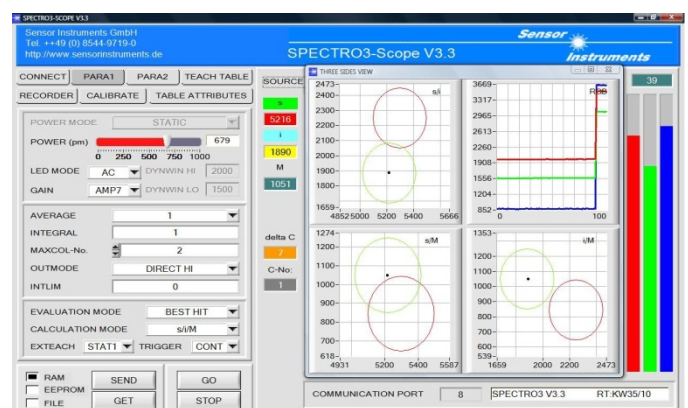 SPECTRO3-SCOPE V3.3
Sensor Instruments GmbH
Tel. ++49 (0) 8544-9719-0
http://www.sensorinstruments.de
SPECTRO3-Scope V3.3
Sensor
Instruments
CONNECT PARA1 PARA2 TEACH TABLE
RECORDER CALIBRATE TABLE ATTRIBUTES
POWER MODE STATIC
POWER (pm) 679
0 250 500 750 1000
LED MODE AC DYNWIN HI 2000
GAIN AMP7 DYNWIN LO 1500
AVERAGE 1
INTEGRAL 1
MAXCOL-No. 2
OUTMODE DIRECT HI
INTLIM 0
EVALUATION MODE BEST HIT
CALCULATION MODE s/i/M
EXTEACH STAT1 TRIGGER CONT
RAM
EEPROM
FILE
SEND GO
GET STOP
SOURCE
s
5216
i
1890
M
1051
delta C
7
C-No:
1
THREE SIDES VIEW
s/i
2473
2400
2300
2200
2100
2000
1900
1800
1659
4852 5000 5200 5400 5666
3669
3317
2965
2613
2260
1908
1556
1204
852
0 100
s/M
1274
1200
1100
1000
900
800
700
618
4931 5200 5400 5587
i/M
1353
1200
1100
1000
900
800
700
600
539
1659 2000 2200 2473
39
COMMUNICATION PORT 8 SPECTRO3 V3.3 RT:KW35/10